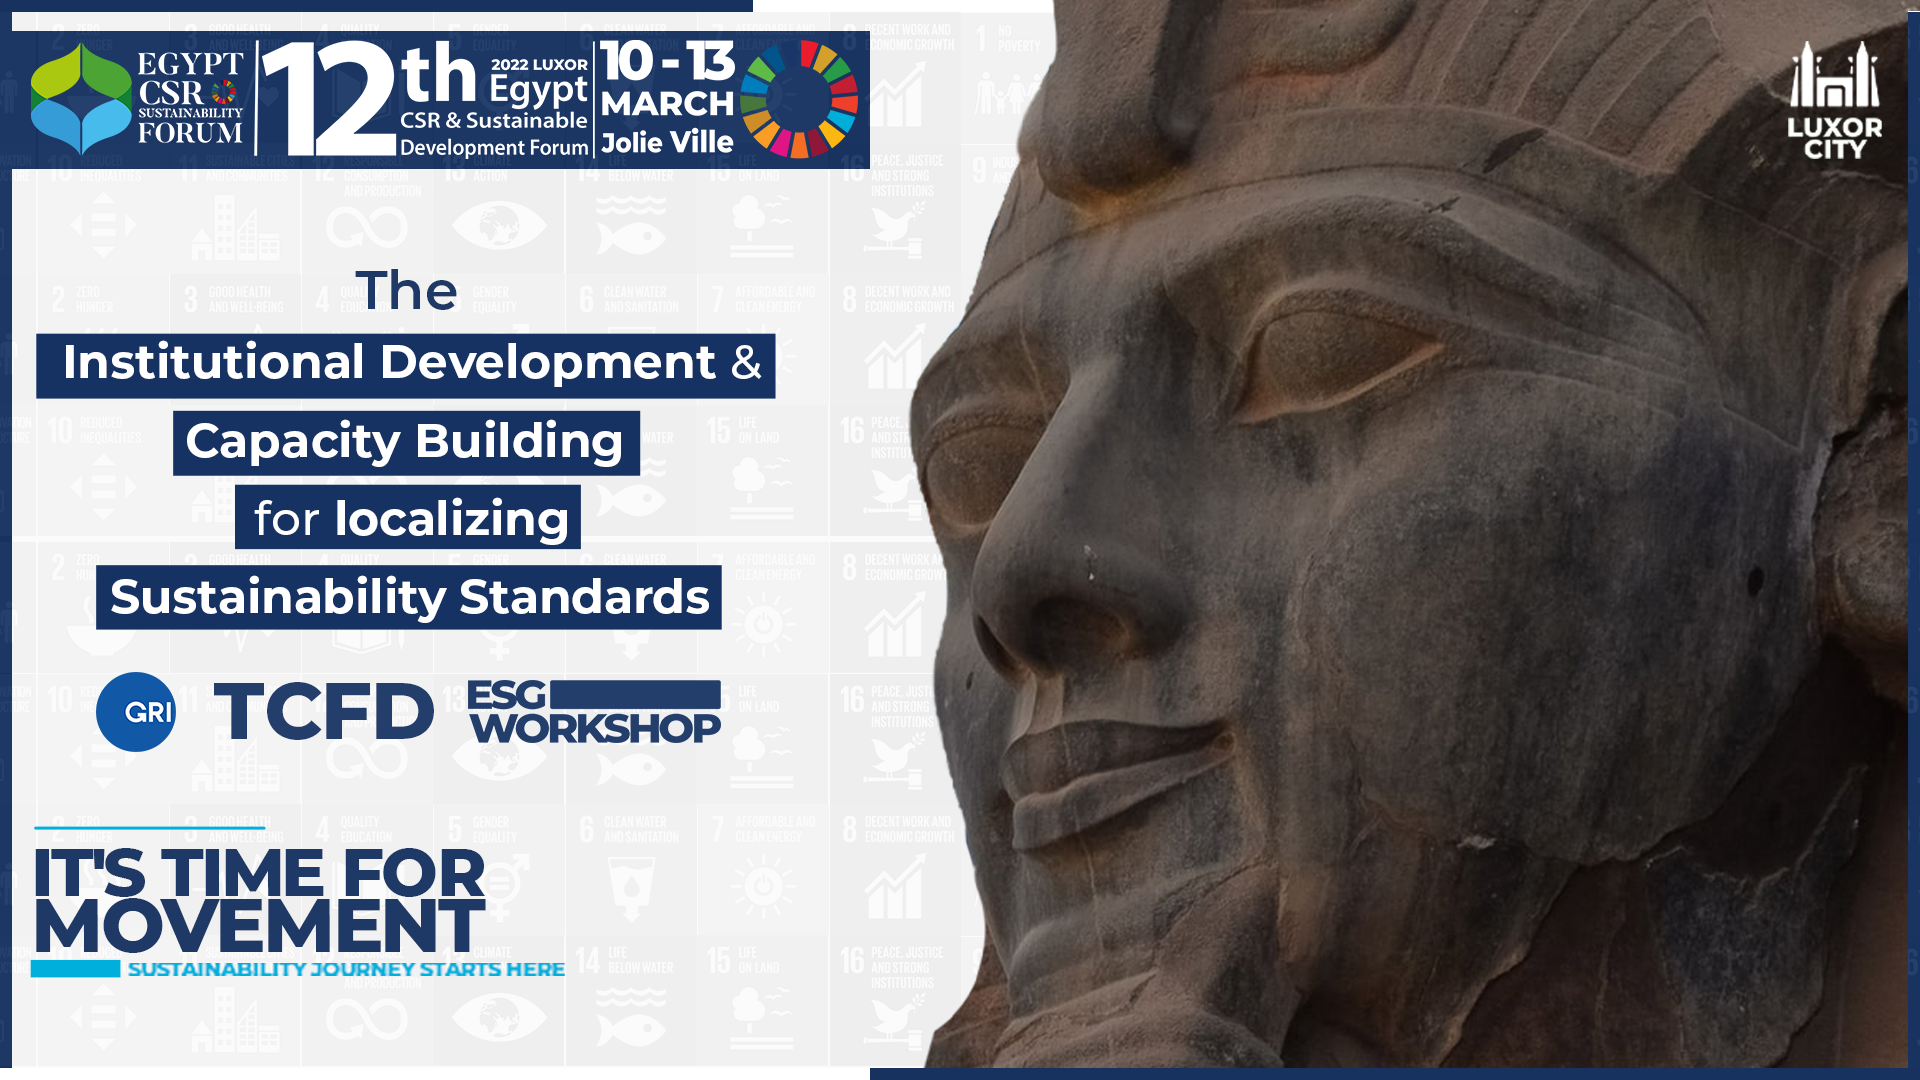 EGYPT
CSR
SUSTAINABILITY
FORUM
12th
2022 LUXOR
Egypt
CSR & Sustainable
Development Forum
10 - 13
MARCH
Jolie Ville
LUXOR
CITY
The
Institutional Development &
Capacity Building
for localizing
Sustainability Standards
GRI
TCFD
ESG
WORKSHOP
IT'S TIME FOR
MOVEMENT
SUSTAINABILITY JOURNEY STARTS HERE